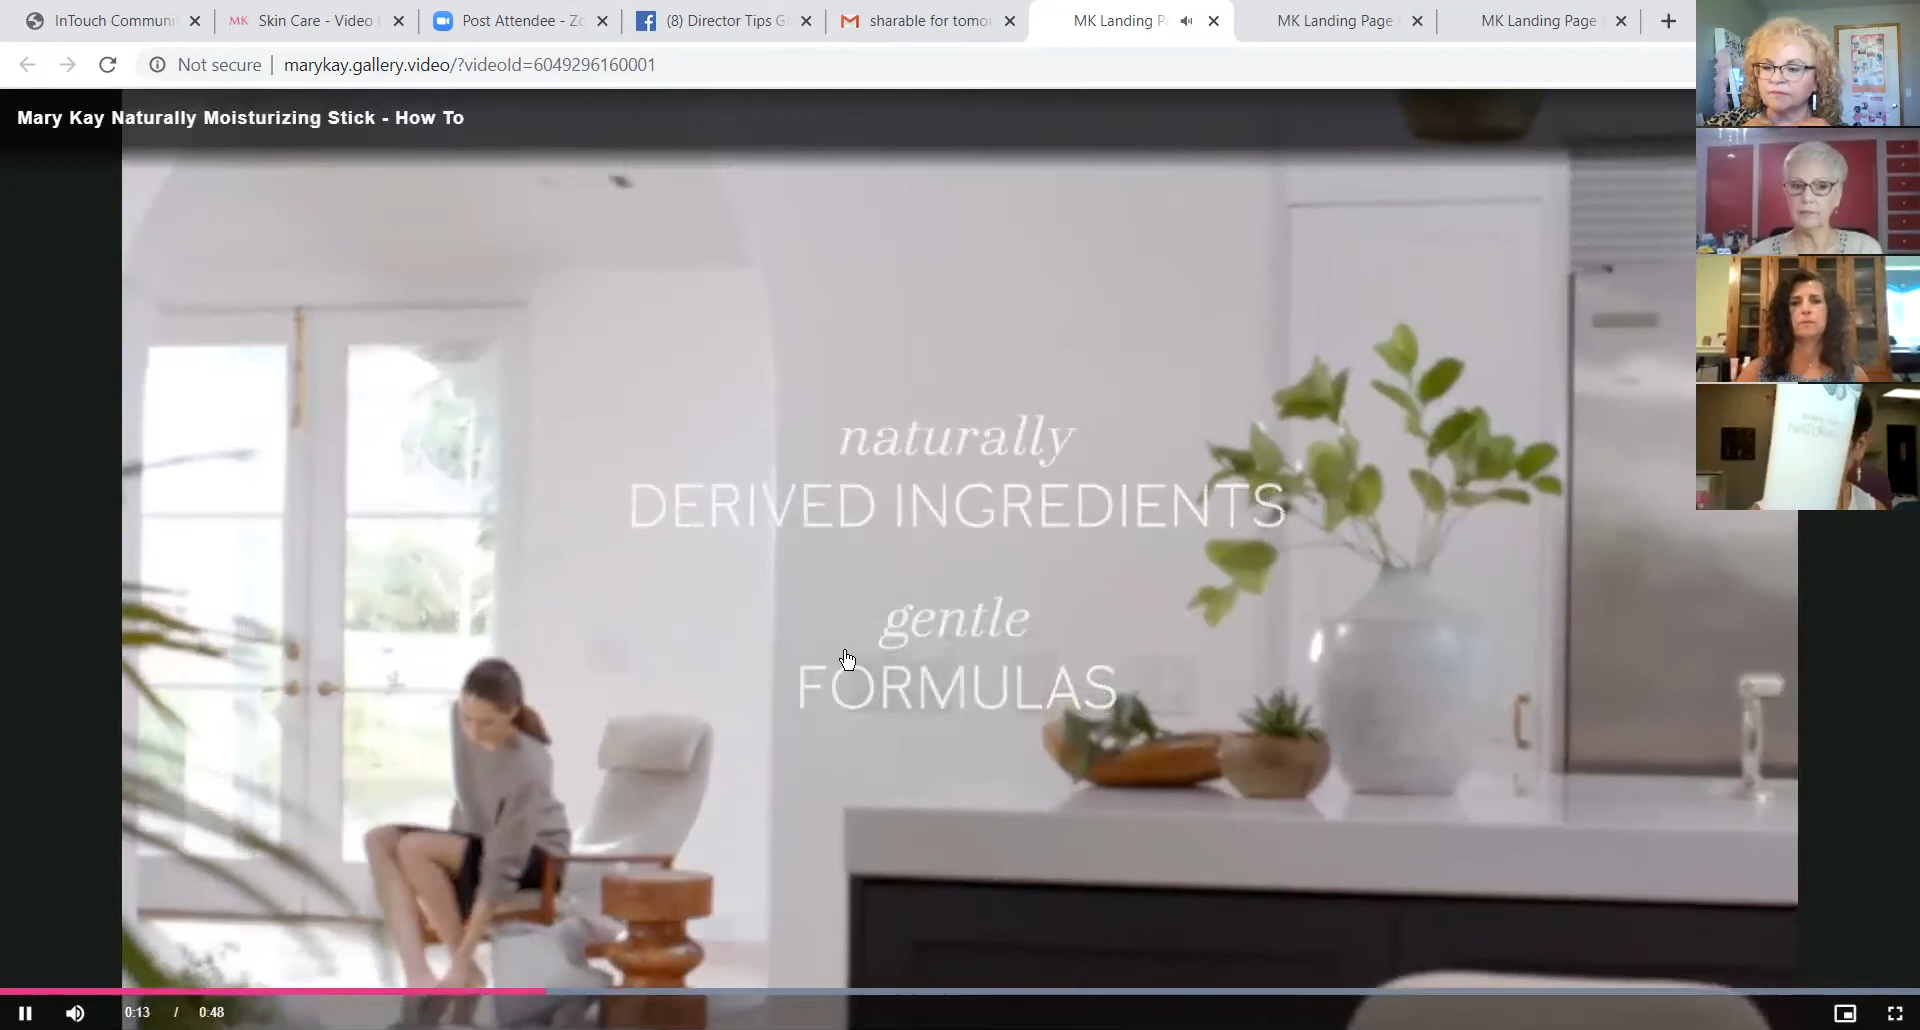 InTouch Communi
MK Skin Care - Video
Post Attendee - Zo
(8) Director Tips G
sharable for tomo
MK Landing P
MK Landing Page
MK Landing Page
Not secure | marykay.gallery.video/?videoId=6049296160001
Mary Kay Naturally Moisturizing Stick - How To
naturally
DERIVED INGREDIENTS
gentle
FORMULAS
0:13 / 0:48